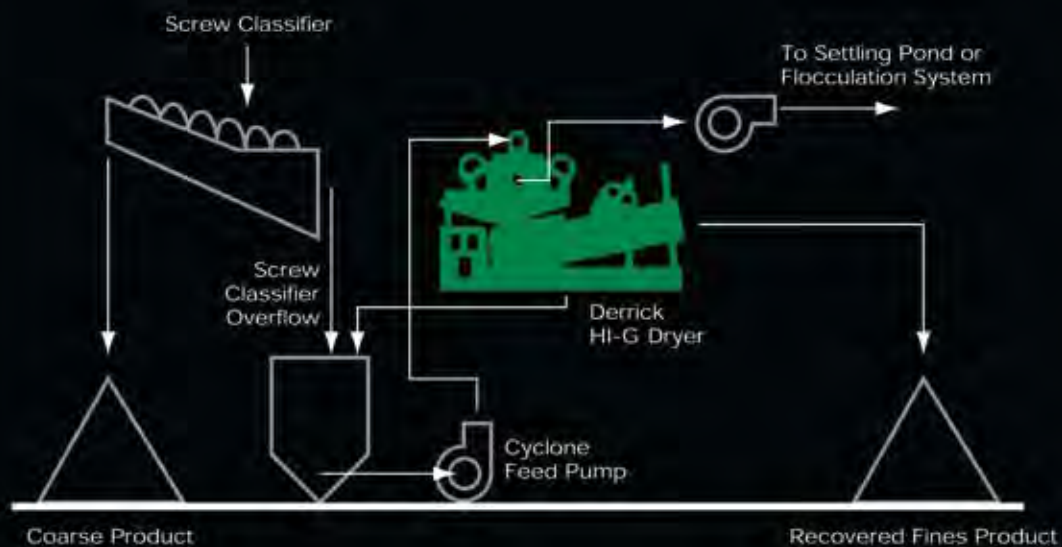 Screw Classifier
To Settling Pond or
Flocculation System
Screw
Classifier
Overflow
Derrick
HI-G Dryer
Cyclone
Feed Pump
Coarse Product
Recovered Fines Product